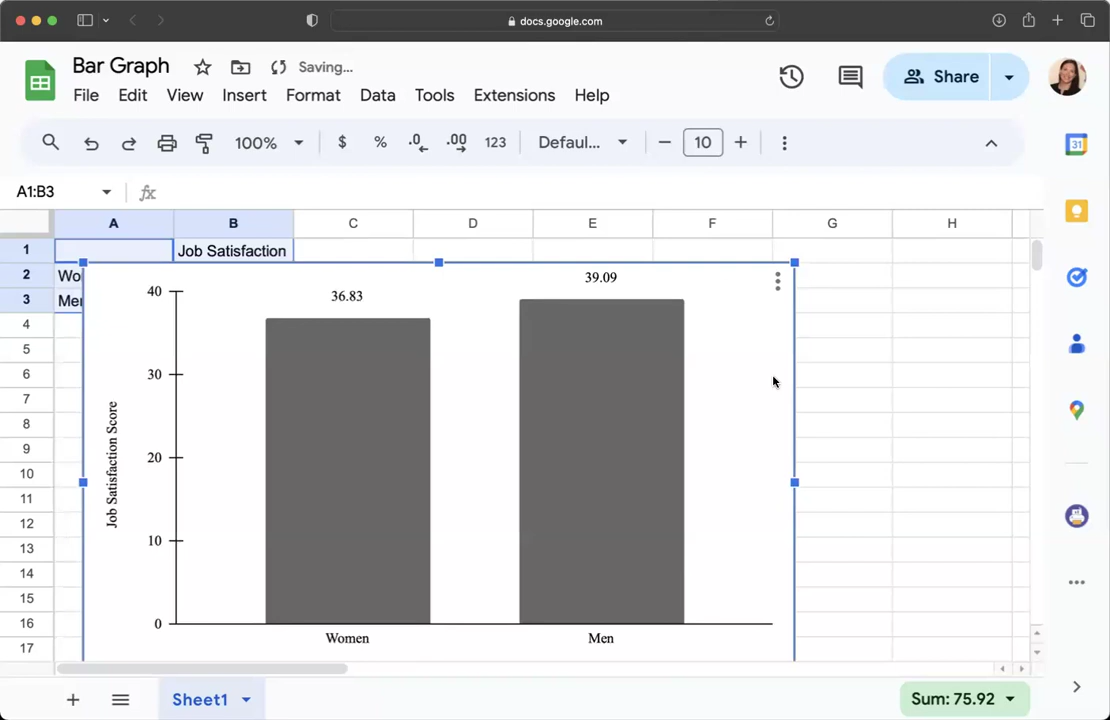 docs.google.com
Bar Graph
Saving...
File Edit View Insert Format Data Tools Extensions Help
Share
100% $ % .0 .00 123 Defaul... 10
A1:B3 fx
A B C D E F G H
1 Job Satisfaction
2 Wo
3 Me
4
5
6
7
8
9
10
11
12
13
14
15
16
17
40
30
20
10
0
Job Satisfaction Score
36.83
39.09
Women Men
Sheet1
Sum: 75.92
31